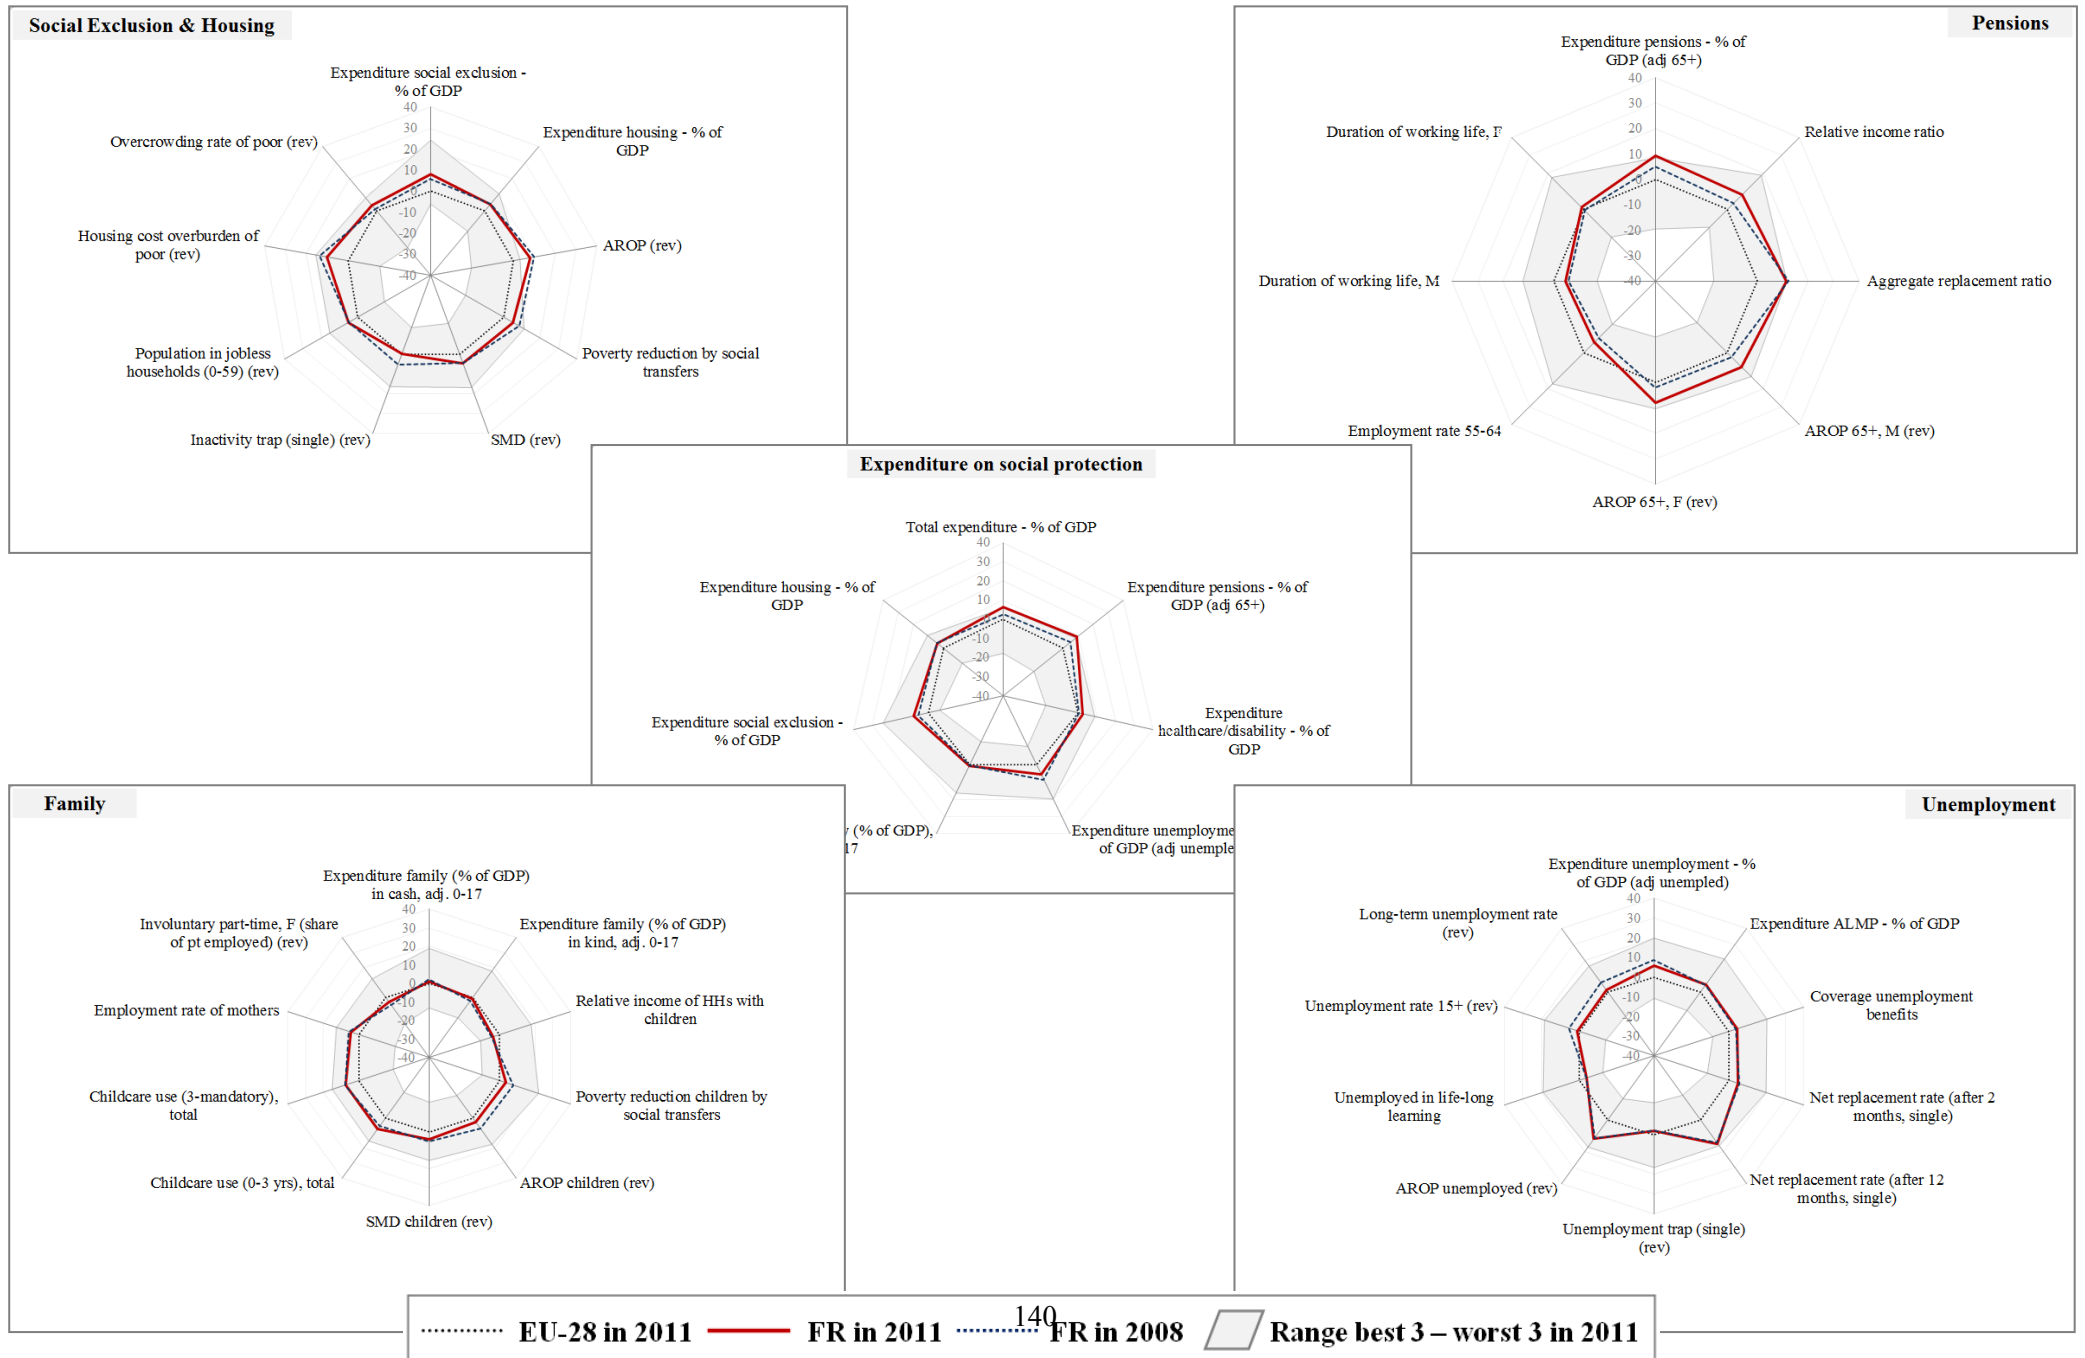 Social Exclusion & Housing
Expenditure social exclusion -
% of GDP
40
30
20
10
0
-10
-20
-30
-40
Expenditure housing - % of
GDP
AROP (rev)
Poverty reduction by social
transfers
SMD (rev)
Inactivity trap (single) (rev)
Population in jobless
households (0-59) (rev)
Housing cost overburden of
poor (rev)
Overcrowding rate of poor (rev)
Pensions
Expenditure pensions - % of
GDP (adj 65+)
40
30
20
10
0
-10
-20
-30
-40
Relative income ratio
Aggregate replacement ratio
AROP 65+, M (rev)
AROP 65+, F (rev)
Employment rate 55-64
Duration of working life, M
Duration of working life, F
Expenditure on social protection
Total expenditure - % of GDP
40
30
20
10
0
-10
-20
-30
-40
Expenditure pensions - % of
GDP (adj 65+)
Expenditure
healthcare/disability - % of
GDP
Expenditure unemployme
of GDP (adj unemple
(% of GDP),
17
Expenditure social exclusion -
% of GDP
Expenditure housing - % of
GDP
Family
Expenditure family (% of GDP)
in cash, adj. 0-17
40
30
20
10
0
-10
-20
-30
-40
Expenditure family (% of GDP)
in kind, adj. 0-17
Relative income of HHs with
children
Poverty reduction children by
social transfers
AROP children (rev)
SMD children (rev)
Childcare use (0-3 yrs), total
Childcare use (3-mandatory),
total
Employment rate of mothers
Involuntary part-time, F (share
of pt employed) (rev)
Unemployment
Expenditure unemployment - %
of GDP (adj unempled)
40
30
20
10
0
-10
-20
-30
-40
Expenditure ALMP - % of GDP
Coverage unemployment
benefits
Net replacement rate (after 2
months, single)
Net replacement rate (after 12
months, single)
Unemployment trap (single)
(rev)
AROP unemployed (rev)
Unemployed in life-long
learning
Unemployment rate 15+ (rev)
Long-term unemployment rate
(rev)
140
EU-28 in 2011 FR in 2011 FR in 2008 Range best 3 – worst 3 in 2011